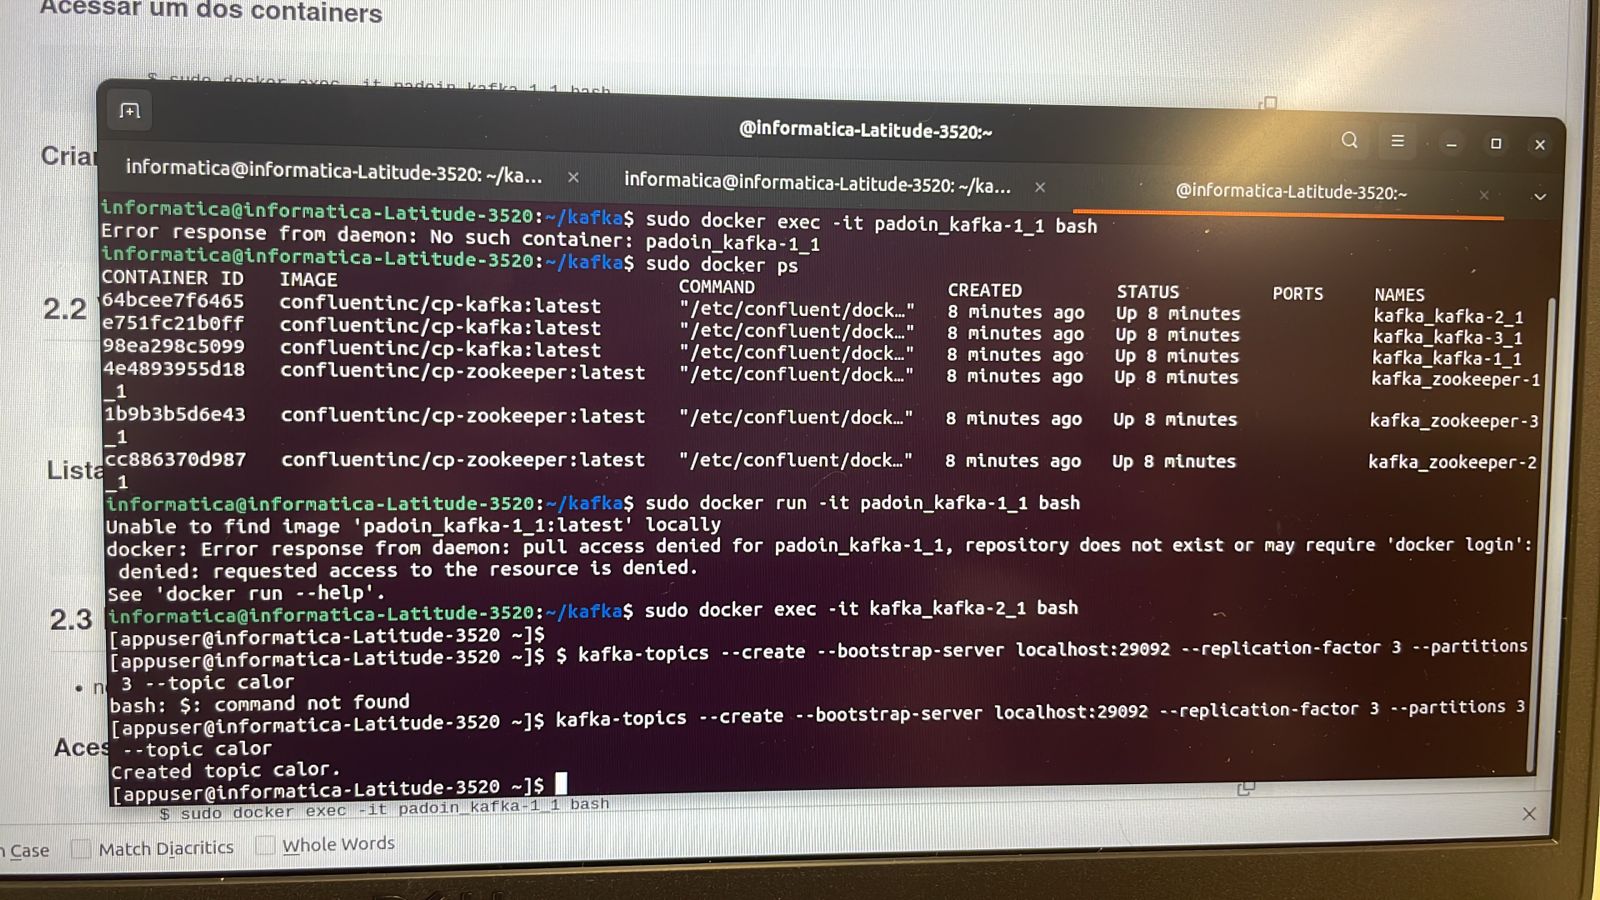 Acessar um dos containers
$ sudo docker exec -it padoin_kafka-1_1 bash
@informatica-Latitude-3520:~
Criar
informatica@informatica-Latitude-3520: ~/ka...
informatica@informatica-Latitude-3520: ~/ka...
@informatica-Latitude-3520:~
informatica@informatica-Latitude-3520:~/kafka$ sudo docker exec -it padoin_kafka-1_1 bash
Error response from daemon: No such container: padoin_kafka-1_1
informatica@informatica-Latitude-3520:~/kafka$ sudo docker ps
CONTAINER ID IMAGE COMMAND CREATED STATUS PORTS NAMES
64bcee7f6465 confluentinc/cp-kafka:latest "/etc/confluent/dock…" 8 minutes ago Up 8 minutes kafka_kafka-2_1
e751fc21b0ff confluentinc/cp-kafka:latest "/etc/confluent/dock…" 8 minutes ago Up 8 minutes kafka_kafka-3_1
98ea298c5099 confluentinc/cp-kafka:latest "/etc/confluent/dock…" 8 minutes ago Up 8 minutes kafka_kafka-1_1
4e4893955d18 confluentinc/cp-zookeeper:latest "/etc/confluent/dock…" 8 minutes ago Up 8 minutes kafka_zookeeper-1
_1
1b9b3b5d6e43 confluentinc/cp-zookeeper:latest "/etc/confluent/dock…" 8 minutes ago Up 8 minutes kafka_zookeeper-3
_1
cc886370d987 confluentinc/cp-zookeeper:latest "/etc/confluent/dock…" 8 minutes ago Up 8 minutes kafka_zookeeper-2
_1
informatica@informatica-Latitude-3520:~/kafka$ sudo docker run -it padoin_kafka-1_1 bash
Unable to find image 'padoin_kafka-1_1:latest' locally
docker: Error response from daemon: pull access denied for padoin_kafka-1_1, repository does not exist or may require 'docker login':
denied: requested access to the resource is denied.
See 'docker run --help'.
informatica@informatica-Latitude-3520:~/kafka$ sudo docker exec -it kafka_kafka-2_1 bash
[appuser@informatica-Latitude-3520 ~]$
[appuser@informatica-Latitude-3520 ~]$ $ kafka-topics --create --bootstrap-server localhost:29092 --replication-factor 3 --partitions
3 --topic calor
bash: $: command not found
[appuser@informatica-Latitude-3520 ~]$ kafka-topics --create --bootstrap-server localhost:29092 --replication-factor 3 --partitions 3
--topic calor
Created topic calor.
[appuser@informatica-Latitude-3520 ~]$
2.2
Lista
2.3
n
Aces
$ sudo docker exec -it padoin_kafka-1_1 bash
Case
Match Diacritics
Whole Words